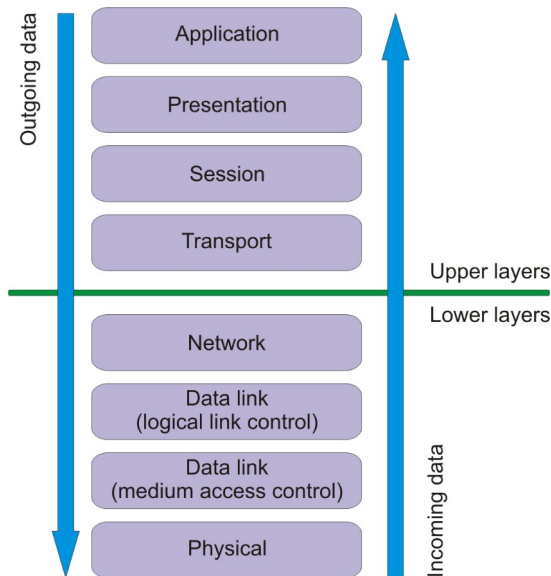 Outgoing data
Application
Presentation
Session
Transport
Upper layers
Lower layers
Network
Data link
(logical link control)
Data link
(medium access control)
Physical
Incoming data